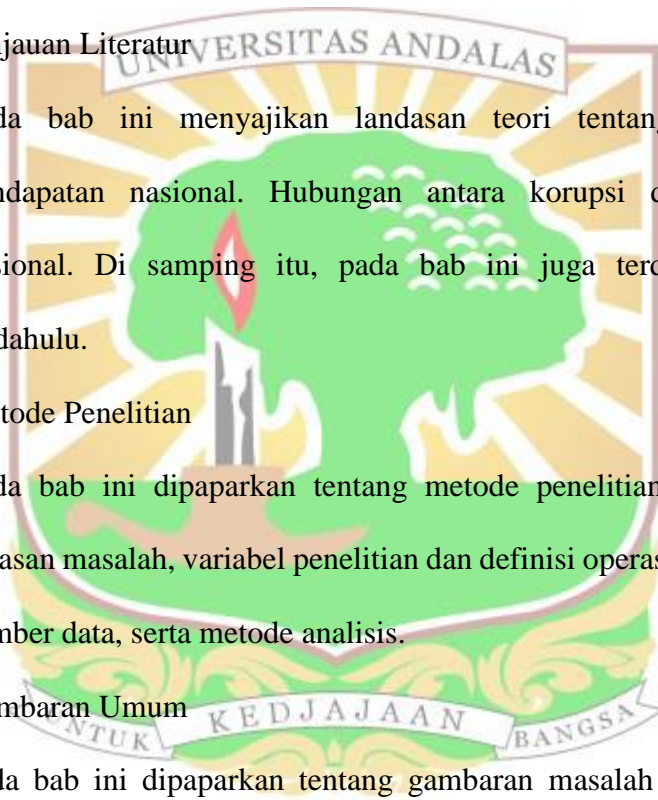 njauan Literatur
UNIVERSITAS ANDALAS
da bab ini menyajikan landasan teori tentang
ndapatan nasional. Hubungan antara korupsi d
sional. Di samping itu, pada bab ini juga terd
dahulu.
tode Penelitian
da bab ini dipaparkan tentang metode penelitian
asan masalah, variabel penelitian dan definisi operas
mber data, serta metode analisis.
mbaran Umum
UNTUK KEDJAJAAN BANGSA
da bab ini dipaparkan tentang gambaran masalah